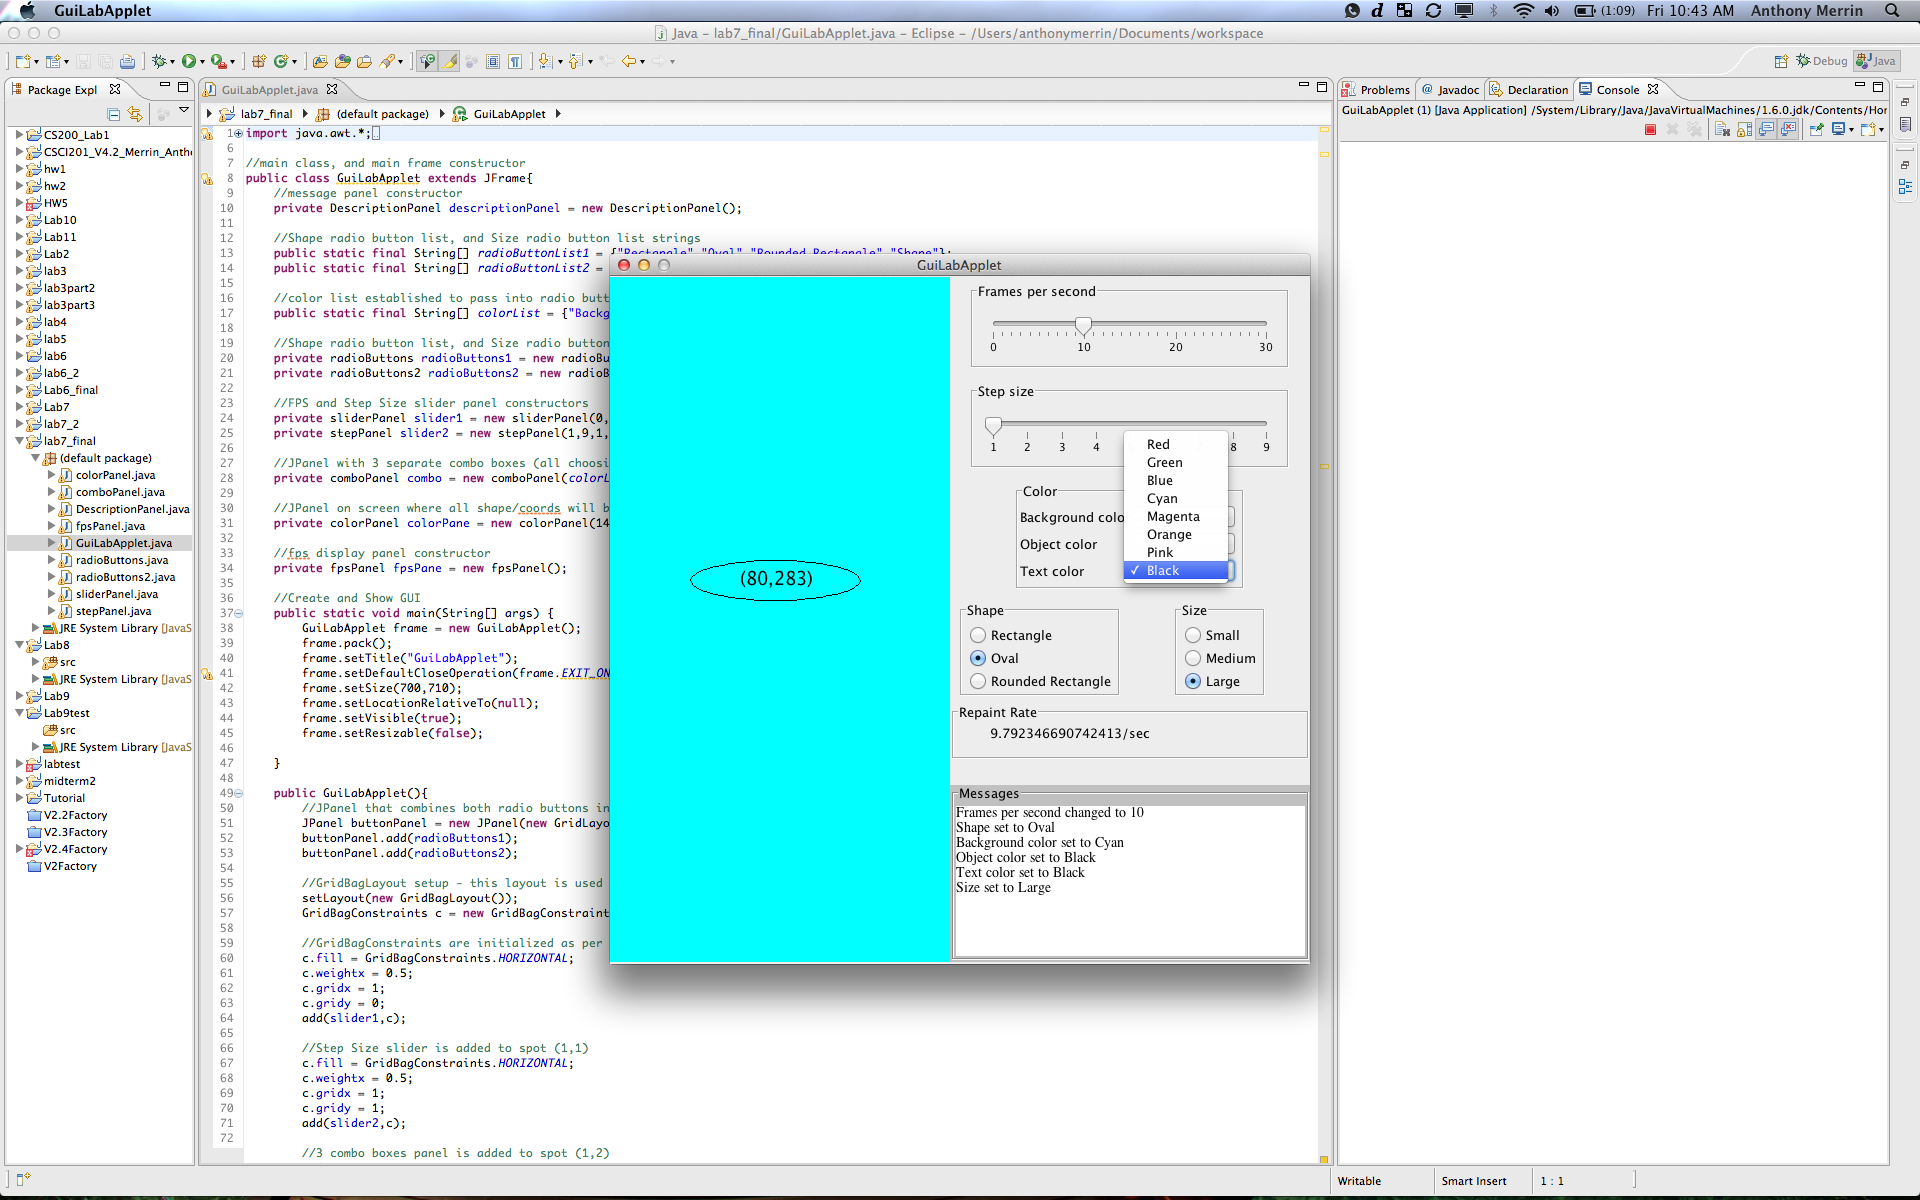 GuiLabApplet
(1:09) Fri 10:43 AM Anthony Merrin
Java – lab7_final/GuiLabApplet.java – Eclipse – /Users/anthonymerrin/Documents/workspace
Debug Java
Package Expl
CS200_Lab1
CSCI201_V4.2_Merrin_Anthe
hw1
hw2
HW5
Lab10
Lab11
Lab2
lab3
lab3part2
lab3part3
lab4
lab5
lab6
lab6_2
Lab6_final
Lab7
lab7_2
lab7_final
(default package)
colorPanel.java
comboPanel.java
DescriptionPanel.java
fpsPanel.java
GuiLabApplet.java
radioButtons.java
radioButtons2.java
sliderPanel.java
stepPanel.java
JRE System Library [JavaS
Lab8
src
JRE System Library [JavaS
Lab9
Lab9test
src
JRE System Library [JavaS
labtest
midterm2
Tutorial
V2.2Factory
V2.3Factory
V2.4Factory
V2Factory
GuiLabApplet.java
lab7_final (default package) GuiLabApplet
1 import java.awt.*;
6
7 //main class, and main frame constructor
8 public class GuiLabApplet extends JFrame{
9 //message panel constructor
10 private DescriptionPanel descriptionPanel = new DescriptionPanel();
11
12 //Shape radio button list, and Size radio button list strings
13 public static final String[] radioButtonList1 = {"Rectangle","Oval","Rounded Rectangle","Shape"};
14 public static final String[] radioButtonList2 =
15
16 //color list established to pass into radio butt
17 public static final String[] colorList = {"Backg
18
19 //Shape radio button list, and Size radio button
20 private radioButtons radioButtons1 = new radioBu
21 private radioButtons2 radioButtons2 = new radioB
22
23 //FPS and Step Size slider panel constructors
24 private sliderPanel slider1 = new sliderPanel(0,
25 private stepPanel slider2 = new stepPanel(1,9,1,
26
27 //JPanel with 3 separate combo boxes (all choosi
28 private comboPanel combo = new comboPanel(colorL
29
30 //JPanel on screen where all shape/coords will b
31 private colorPanel colorPane = new colorPanel(14
32
33 //fps display panel constructor
34 private fpsPanel fpsPane = new fpsPanel();
35
36 //Create and Show GUI
37 public static void main(String[] args) {
38 GuiLabApplet frame = new GuiLabApplet();
39 frame.pack();
40 frame.setTitle("GuiLabApplet");
41 frame.setDefaultCloseOperation(frame.EXIT_ON
42 frame.setSize(700,710);
43 frame.setLocationRelativeTo(null);
44 frame.setVisible(true);
45 frame.setResizable(false);
46
47 }
48
49 public GuiLabApplet(){
50 //JPanel that combines both radio buttons in
51 JPanel buttonPanel = new JPanel(new GridLayo
52 buttonPanel.add(radioButtons1);
53 buttonPanel.add(radioButtons2);
54
55 //GridBagLayout setup - this layout is used
56 setLayout(new GridBagLayout());
57 GridBagConstraints c = new GridBagConstraint
58
59 //GridBagConstraints are initialized as per
60 c.fill = GridBagConstraints.HORIZONTAL;
61 c.weightx = 0.5;
62 c.gridx = 1;
63 c.gridy = 0;
64 add(slider1,c);
65
66 //Step Size slider is added to spot (1,1)
67 c.fill = GridBagConstraints.HORIZONTAL;
68 c.weightx = 0.5;
69 c.gridx = 1;
70 c.gridy = 1;
71 add(slider2,c);
72
//3 combo boxes panel is added to spot (1,2)
GuiLabApplet
(80,283)
Frames per second
0 10 20 30
Step size
1 2 3 4 8 9
Red
Green
Blue
Cyan
Magenta
Orange
Pink
✓ Black
Color
Background colo
Object color
Text color
Shape
Rectangle
Oval
Rounded Rectangle
Size
Small
Medium
Large
Repaint Rate
9.792346690742413/sec
Messages
Frames per second changed to 10
Shape set to Oval
Background color set to Cyan
Object color set to Black
Text color set to Black
Size set to Large
Problems @ Javadoc Declaration Console
GuiLabApplet (1) [Java Application] /System/Library/Java/JavaVirtualMachines/1.6.0.jdk/Contents/Hor
Writable Smart Insert 1 : 1